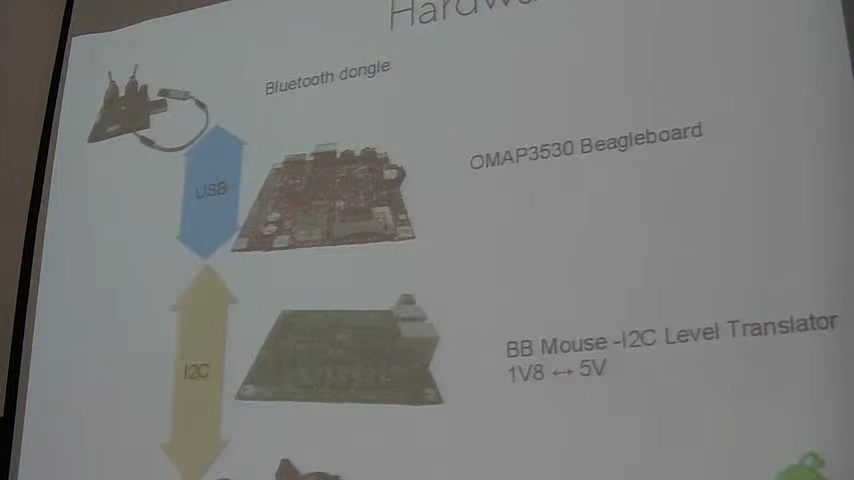 Bluetooth dongle
OMAP3530 Beagleboard
USB
BB Mouse -I2C Level Translator
1V8 ↔ 5V
I2C